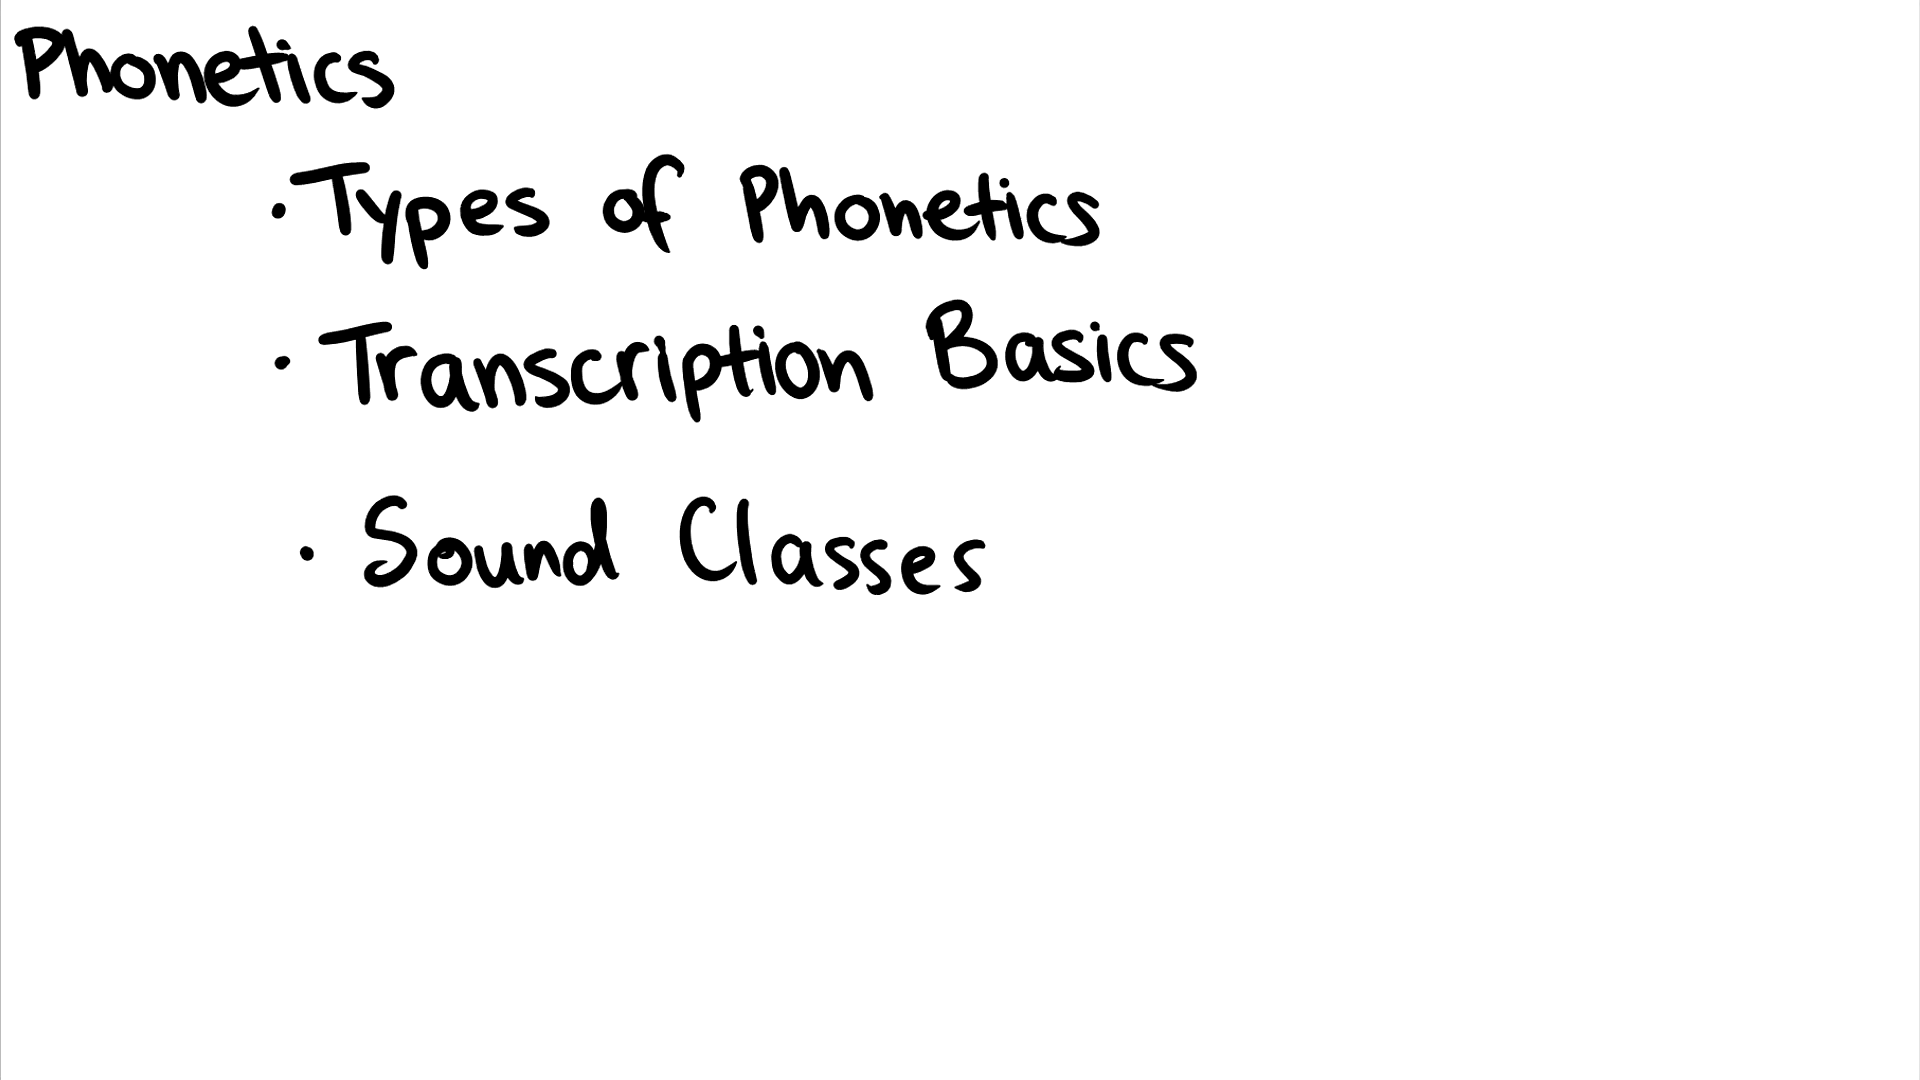 Phonetics
· Types of Phonetics
· Transcription Basics
· Sound Classes